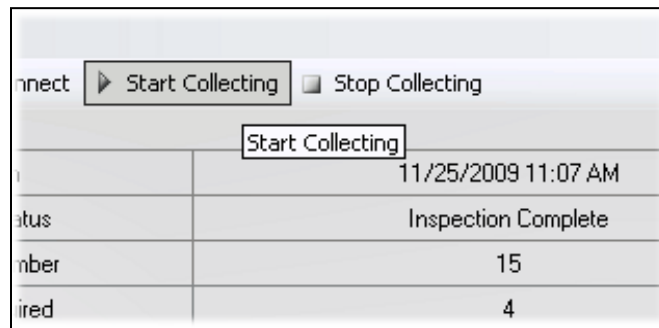 nnect Start Collecting Stop Collecting
Start Collecting
11/25/2009 11:07 AM
atus Inspection Complete
mber 15
ired 4